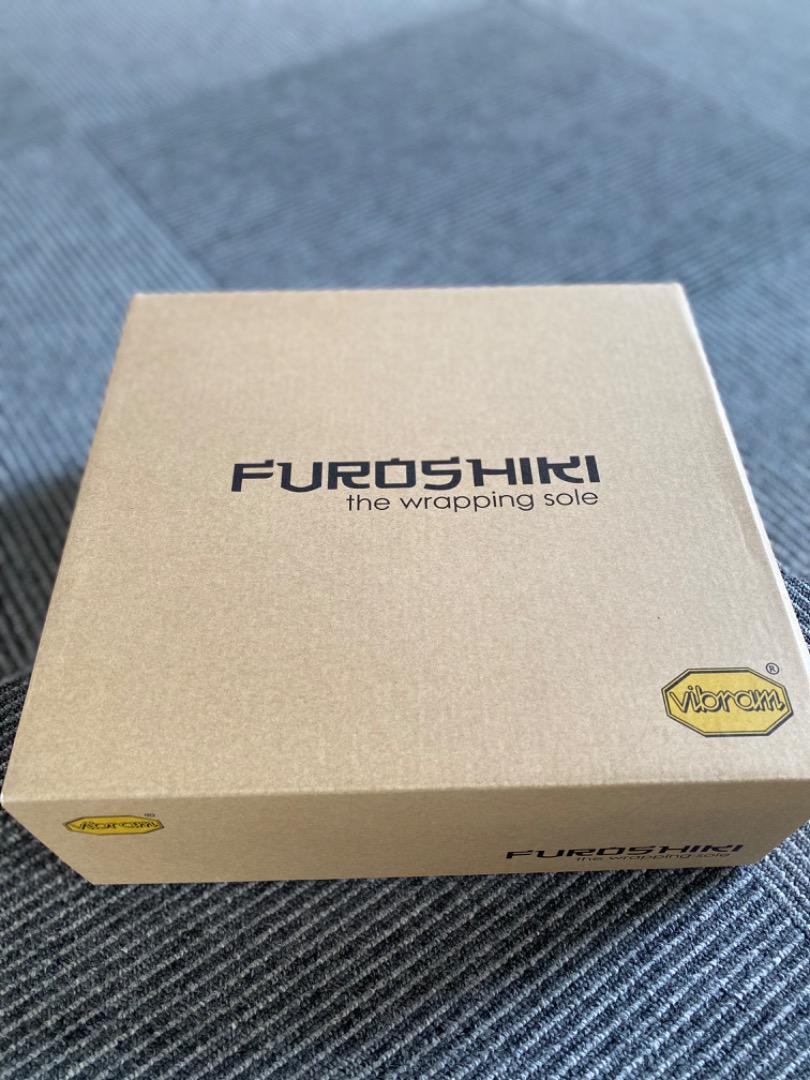 FUROSHIKI
the wrapping sole
vibram®
vibram®
FUROSHIKI
the wrapping sole